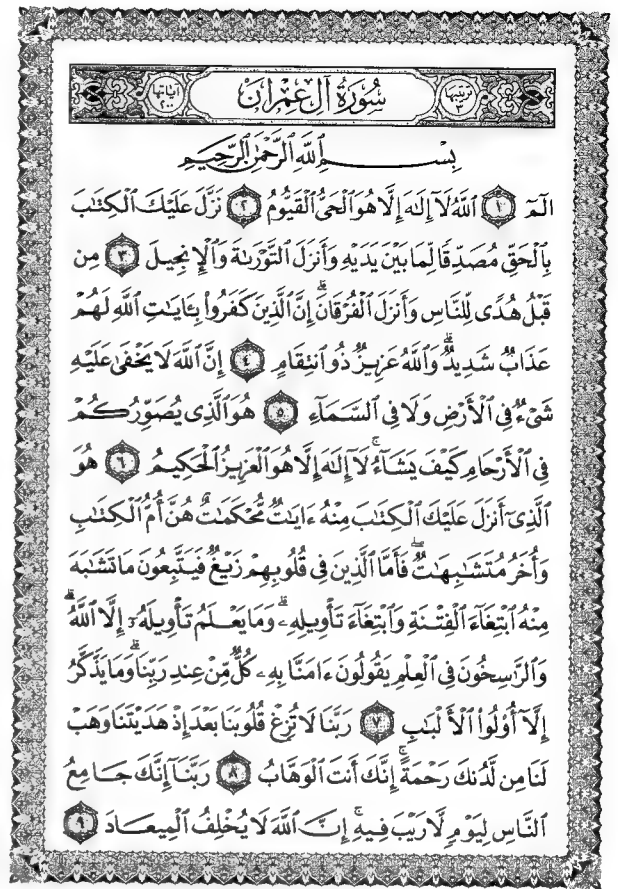 ترتيبها ٣ سُورَةُ آلِ عِمْرَانَ آياتها ٢٠٠
بِسْمِ اللَّهِ الرَّحْمَٰنِ الرَّحِيمِ
الٓمٓ ١ اللَّهُ لَآ إِلَٰهَ إِلَّا هُوَ الْحَىُّ الْقَيُّومُ ٢ نَزَّلَ عَلَيْكَ الْكِتَٰبَ
بِالْحَقِّ مُصَدِّقًا لِّمَا بَيْنَ يَدَيْهِ وَأَنزَلَ التَّوْرَىٰةَ وَالْإِنجِيلَ ٣ مِن
قَبْلُ هُدًى لِّلنَّاسِ وَأَنزَلَ الْفُرْقَانَ ۗ إِنَّ الَّذِينَ كَفَرُوا۟ بِـَٔايَٰتِ اللَّهِ لَهُمْ
عَذَابٌ شَدِيدٌ ۗ وَاللَّهُ عَزِيزٌ ذُو انتِقَامٍ ٤ إِنَّ اللَّهَ لَا يَخْفَىٰ عَلَيْهِ
شَىْءٌ فِى الْأَرْضِ وَلَا فِى السَّمَآءِ ٥ هُوَ الَّذِى يُصَوِّرُكُمْ
فِى الْأَرْحَامِ كَيْفَ يَشَآءُ ۚ لَآ إِلَٰهَ إِلَّا هُوَ الْعَزِيزُ الْحَكِيمُ ٦ هُوَ
الَّذِىٓ أَنزَلَ عَلَيْكَ الْكِتَٰبَ مِنْهُ ءَايَٰتٌ مُّحْكَمَٰتٌ هُنَّ أُمُّ الْكِتَٰبِ
وَأُخَرُ مُتَشَٰبِهَٰتٌ ۖ فَأَمَّا الَّذِينَ فِى قُلُوبِهِمْ زَيْغٌ فَيَتَّبِعُونَ مَا تَشَٰبَهَ
مِنْهُ ابْتِغَآءَ الْفِتْنَةِ وَابْتِغَآءَ تَأْوِيلِهِۦ ۗ وَمَا يَعْلَمُ تَأْوِيلَهُۥٓ إِلَّا اللَّهُ ۗ
وَالرَّٰسِخُونَ فِى الْعِلْمِ يَقُولُونَ ءَامَنَّا بِهِۦ كُلٌّ مِّنْ عِندِ رَبِّنَا ۗ وَمَا يَذَّكَّرُ
إِلَّآ أُو۟لُوا۟ الْأَلْبَٰبِ ٧ رَبَّنَا لَا تُزِغْ قُلُوبَنَا بَعْدَ إِذْ هَدَيْتَنَا وَهَبْ
لَنَا مِن لَّدُنكَ رَحْمَةً ۚ إِنَّكَ أَنتَ الْوَهَّابُ ٨ رَبَّنَآ إِنَّكَ جَامِعُ
النَّاسِ لِيَوْمٍ لَّا رَيْبَ فِيهِ ۚ إِنَّ اللَّهَ لَا يُخْلِفُ الْمِيعَادَ ٩